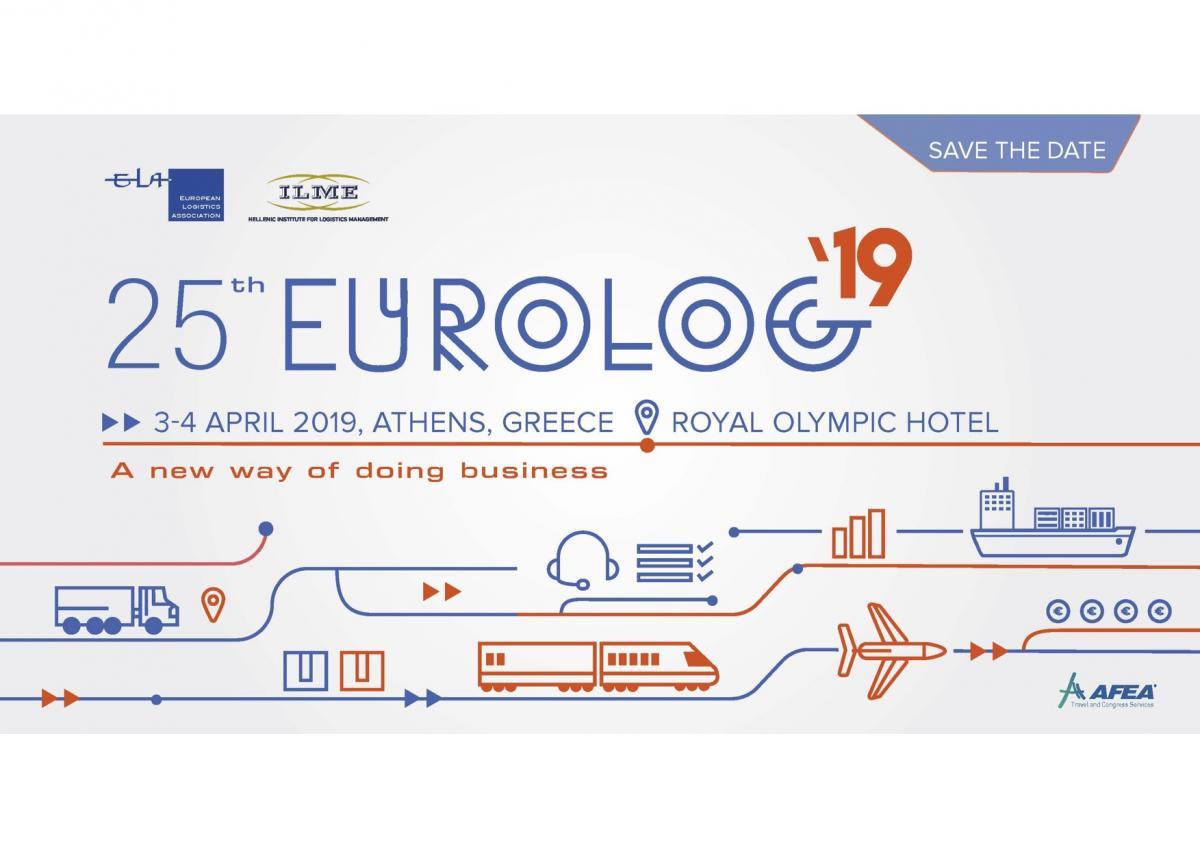 SAVE THE DATE
ELA
EUROPEAN
LOGISTICS
ASSOCIATION
ILME
HELLENIC INSTITUTE FOR LOGISTICS MANAGEMENT
25th EUROLOG '19
3-4 APRIL 2019, ATHENS, GREECE ROYAL OLYMPIC HOTEL
A new way of doing business
€ € € €
AFEA
Travel and Congress Services